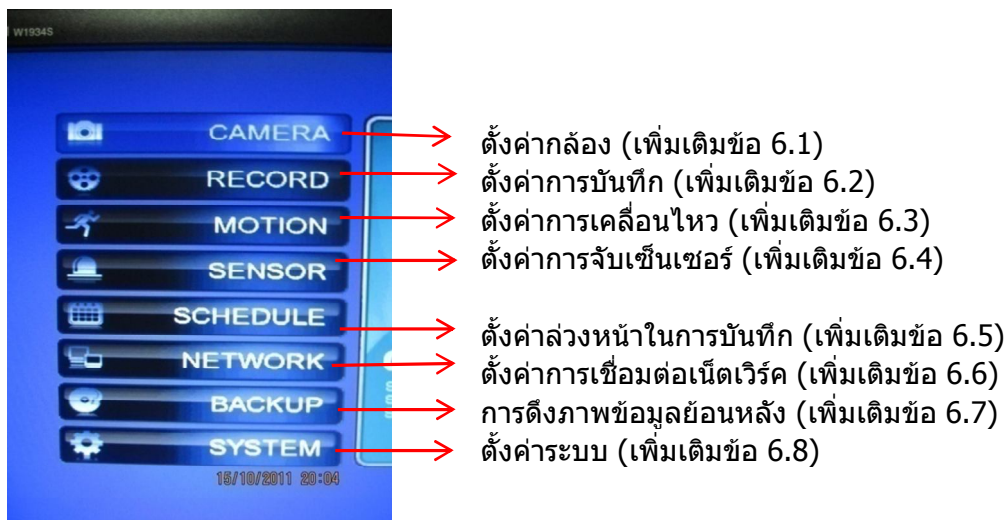 W1934S
CAMERA
RECORD
MOTION
SENSOR
SCHEDULE
NETWORK
BACKUP
SYSTEM
15/10/2011 20:04
ตั้งค่ากล้อง (เพิ่มเติมข้อ 6.1)
ตั้งค่าการบันทึก (เพิ่มเติมข้อ 6.2)
ตั้งค่าการเคลื่อนไหว (เพิ่มเติมข้อ 6.3)
ตั้งค่าการจับเซ็นเซอร์ (เพิ่มเติมข้อ 6.4)
ตั้งค่าล่วงหน้าในการบันทึก (เพิ่มเติมข้อ 6.5)
ตั้งค่าการเชื่อมต่อเน็ตเวิร์ค (เพิ่มเติมข้อ 6.6)
การดึงภาพข้อมูลย้อนหลัง (เพิ่มเติมข้อ 6.7)
ตั้งค่าระบบ (เพิ่มเติมข้อ 6.8)